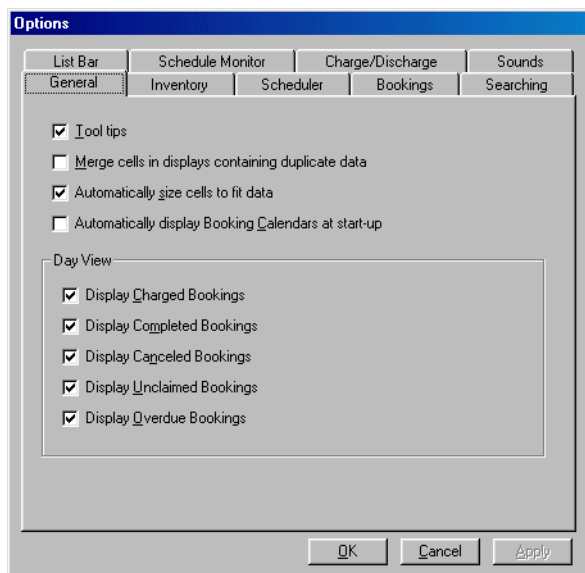 Options
List Bar Schedule Monitor Charge/Discharge Sounds
General Inventory Scheduler Bookings Searching
Tool tips
Merge cells in displays containing duplicate data
Automatically size cells to fit data
Automatically display Booking Calendars at start-up
Day View
Display Charged Bookings
Display Completed Bookings
Display Canceled Bookings
Display Unclaimed Bookings
Display Overdue Bookings
OK Cancel Apply